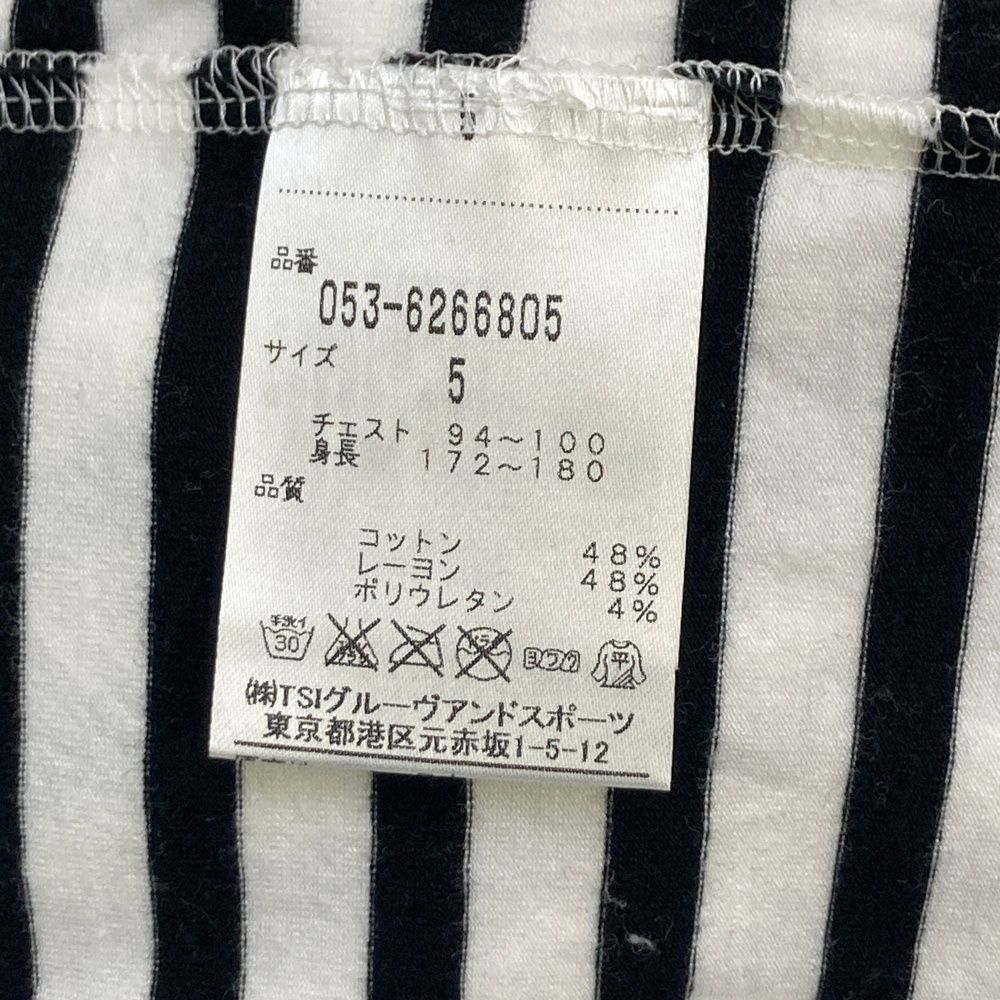 品番
053-6266805
サイズ
5
チェスト 94~100
身長 172~180
品質
コットン 48%
レーヨン 48%
ポリウレタン 4%
手洗イ 30 ヨワク 平
㈱TSIグルーヴアンドスポーツ
東京都港区元赤坂1-5-12